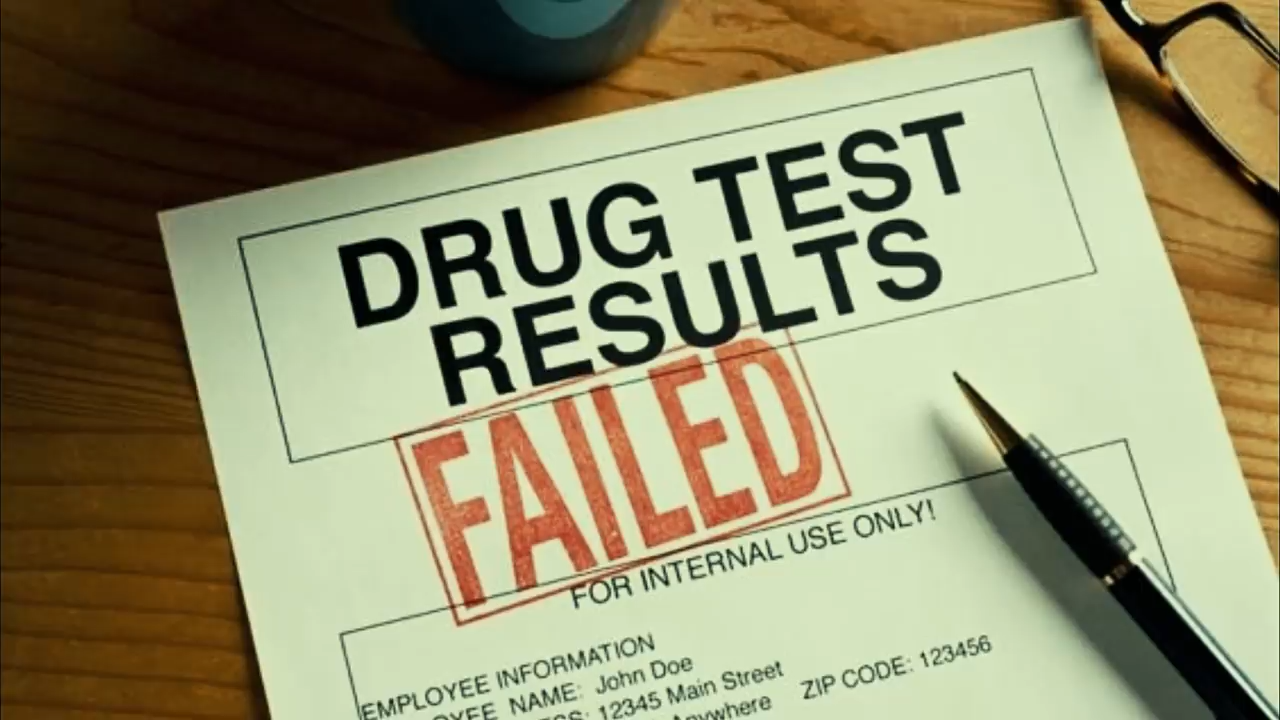 DRUG TEST
RESULTS
FAILED
FOR INTERNAL USE ONLY!
EMPLOYEE INFORMATION
NAME: John Doe
12345 Main Street ZIP CODE: 123456
Anywhere